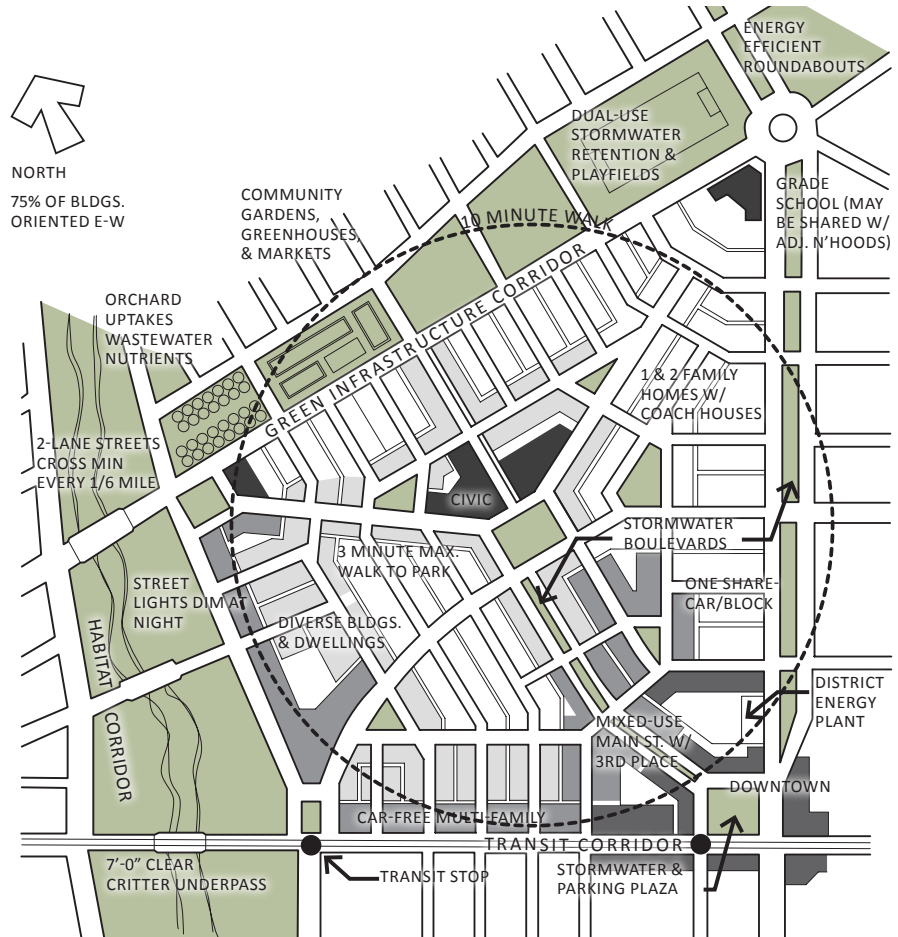 ENERGY
EFFICIENT
ROUNDABOUTS
DUAL-USE
STORMWATER
RETENTION &
PLAYFIELDS
NORTH
75% OF BLDGS.
ORIENTED E-W
COMMUNITY
GARDENS,
GREENHOUSES,
& MARKETS
10 MINUTE WALK
GRADE
SCHOOL (MAY
BE SHARED W/
ADJ. N'HOODS)
ORCHARD
UPTAKES
WASTEWATER
NUTRIENTS
GREEN INFRASTRUCTURE CORRIDOR
1 & 2 FAMILY
HOMES W/
COACH HOUSES
2-LANE STREETS
CROSS MIN
EVERY 1/6 MILE
CIVIC
STORMWATER
BOULEVARDS
3 MINUTE MAX.
WALK TO PARK
STREET
LIGHTS DIM AT
NIGHT
ONE SHARE-
CAR/BLOCK
DIVERSE BLDGS.
& DWELLINGS
HABITAT CORRIDOR
DISTRICT
ENERGY
PLANT
MIXED-USE
MAIN ST. W/
3RD PLACE
DOWNTOWN
CAR-FREE MULTI-FAMILY
TRANSIT CORRIDOR
7'-0" CLEAR
CRITTER UNDERPASS
TRANSIT STOP
STORMWATER &
PARKING PLAZA